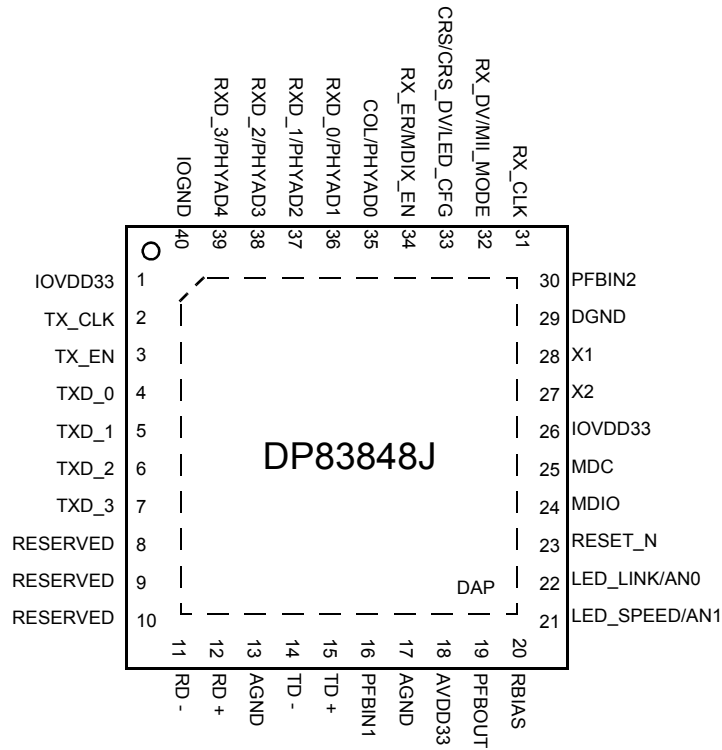 CRS/CRS_DV/LED_CFG
RX_DV/MII_MODE
RX_ER/MDIX_EN
RXD_3/PHYAD4
RXD_2/PHYAD3
RXD_1/PHYAD2
RXD_0/PHYAD1
COL/PHYAD0
RX_CLK
IOGND
40
39
38
37
36
35
34
33
32
31
IOVDD33 1
TX_CLK 2
TX_EN 3
TXD_0 4
TXD_1 5
TXD_2 6
TXD_3 7
RESERVED 8
RESERVED 9
RESERVED 10
DP83848J
DAP
30 PFBIN2
29 DGND
28 X1
27 X2
26 IOVDD33
25 MDC
24 MDIO
23 RESET_N
22 LED_LINK/AN0
21 LED_SPEED/AN1
11 RD -
12 RD +
13 AGND
14 TD -
15 TD +
16 PFBIN1
17 AGND
18 AVDD33
19 PFBOUT
20 RBIAS